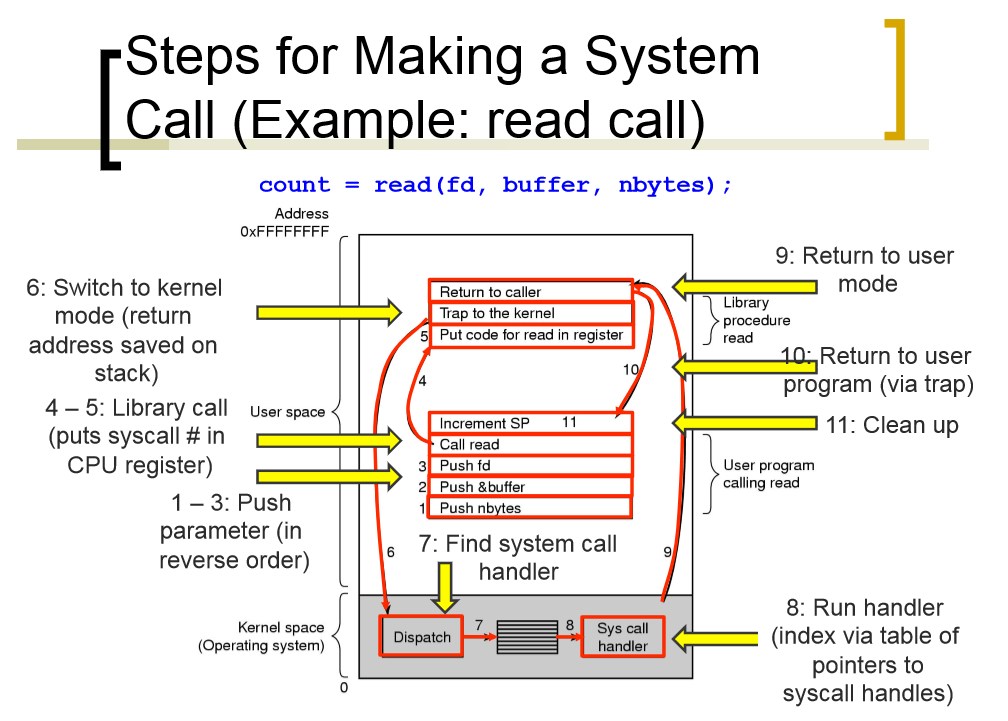 Steps for Making a System
Call (Example: read call)
count = read(fd, buffer, nbytes);
Address
0xFFFFFFFF
9: Return to user
mode
6: Switch to kernel
mode (return
address saved on
stack)
Return to caller
Trap to the kernel
5 Put code for read in register
Library
procedure
read
10: Return to user
program (via trap)
4
10
4 – 5: Library call
(puts syscall # in
CPU register)
User space
Increment SP 11
Call read
3 Push fd
2 Push &buffer
1 Push nbytes
11: Clean up
User program
calling read
1 – 3: Push
parameter (in
reverse order)
6
7: Find system call
handler
9
Kernel space
(Operating system)
Dispatch
7
8
Sys call
handler
8: Run handler
(index via table of
pointers to
syscall handles)
0